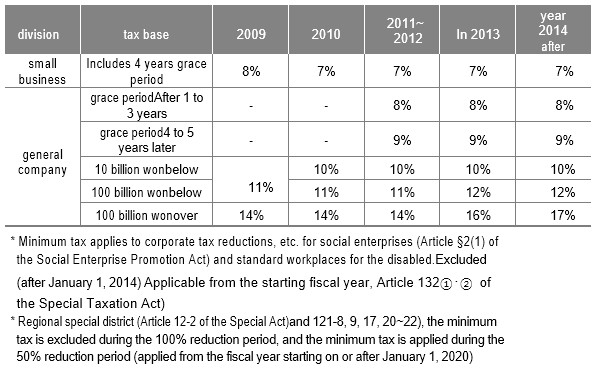 division tax base 2009 2010 2011~ 2012 In 2013 year 2014 after
small business Includes 4 years grace period 8% 7% 7% 7% 7%
general company
grace periodAfter 1 to 3 years - - 8% 8% 8%
grace period4 to 5 years later - - 9% 9% 9%
10 billion wonbelow 11% 10% 10% 10% 10%
100 billion wonbelow 11% 11% 12% 12%
100 billion wonover 14% 14% 14% 16% 17%
* Minimum tax applies to corporate tax reductions, etc. for social enterprises (Article §2(1) of
the Social Enterprise Promotion Act) and standard workplaces for the disabled.Excluded
(after January 1, 2014) Applicable from the starting fiscal year, Article 132①·② of
the Special Taxation Act)
* Regional special district (Article 12-2 of the Special Act)and 121-8, 9, 17, 20~22), the minimum
tax is excluded during the 100% reduction period, and the minimum tax is applied during the
50% reduction period (applied from the fiscal year starting on or after January 1, 2020)